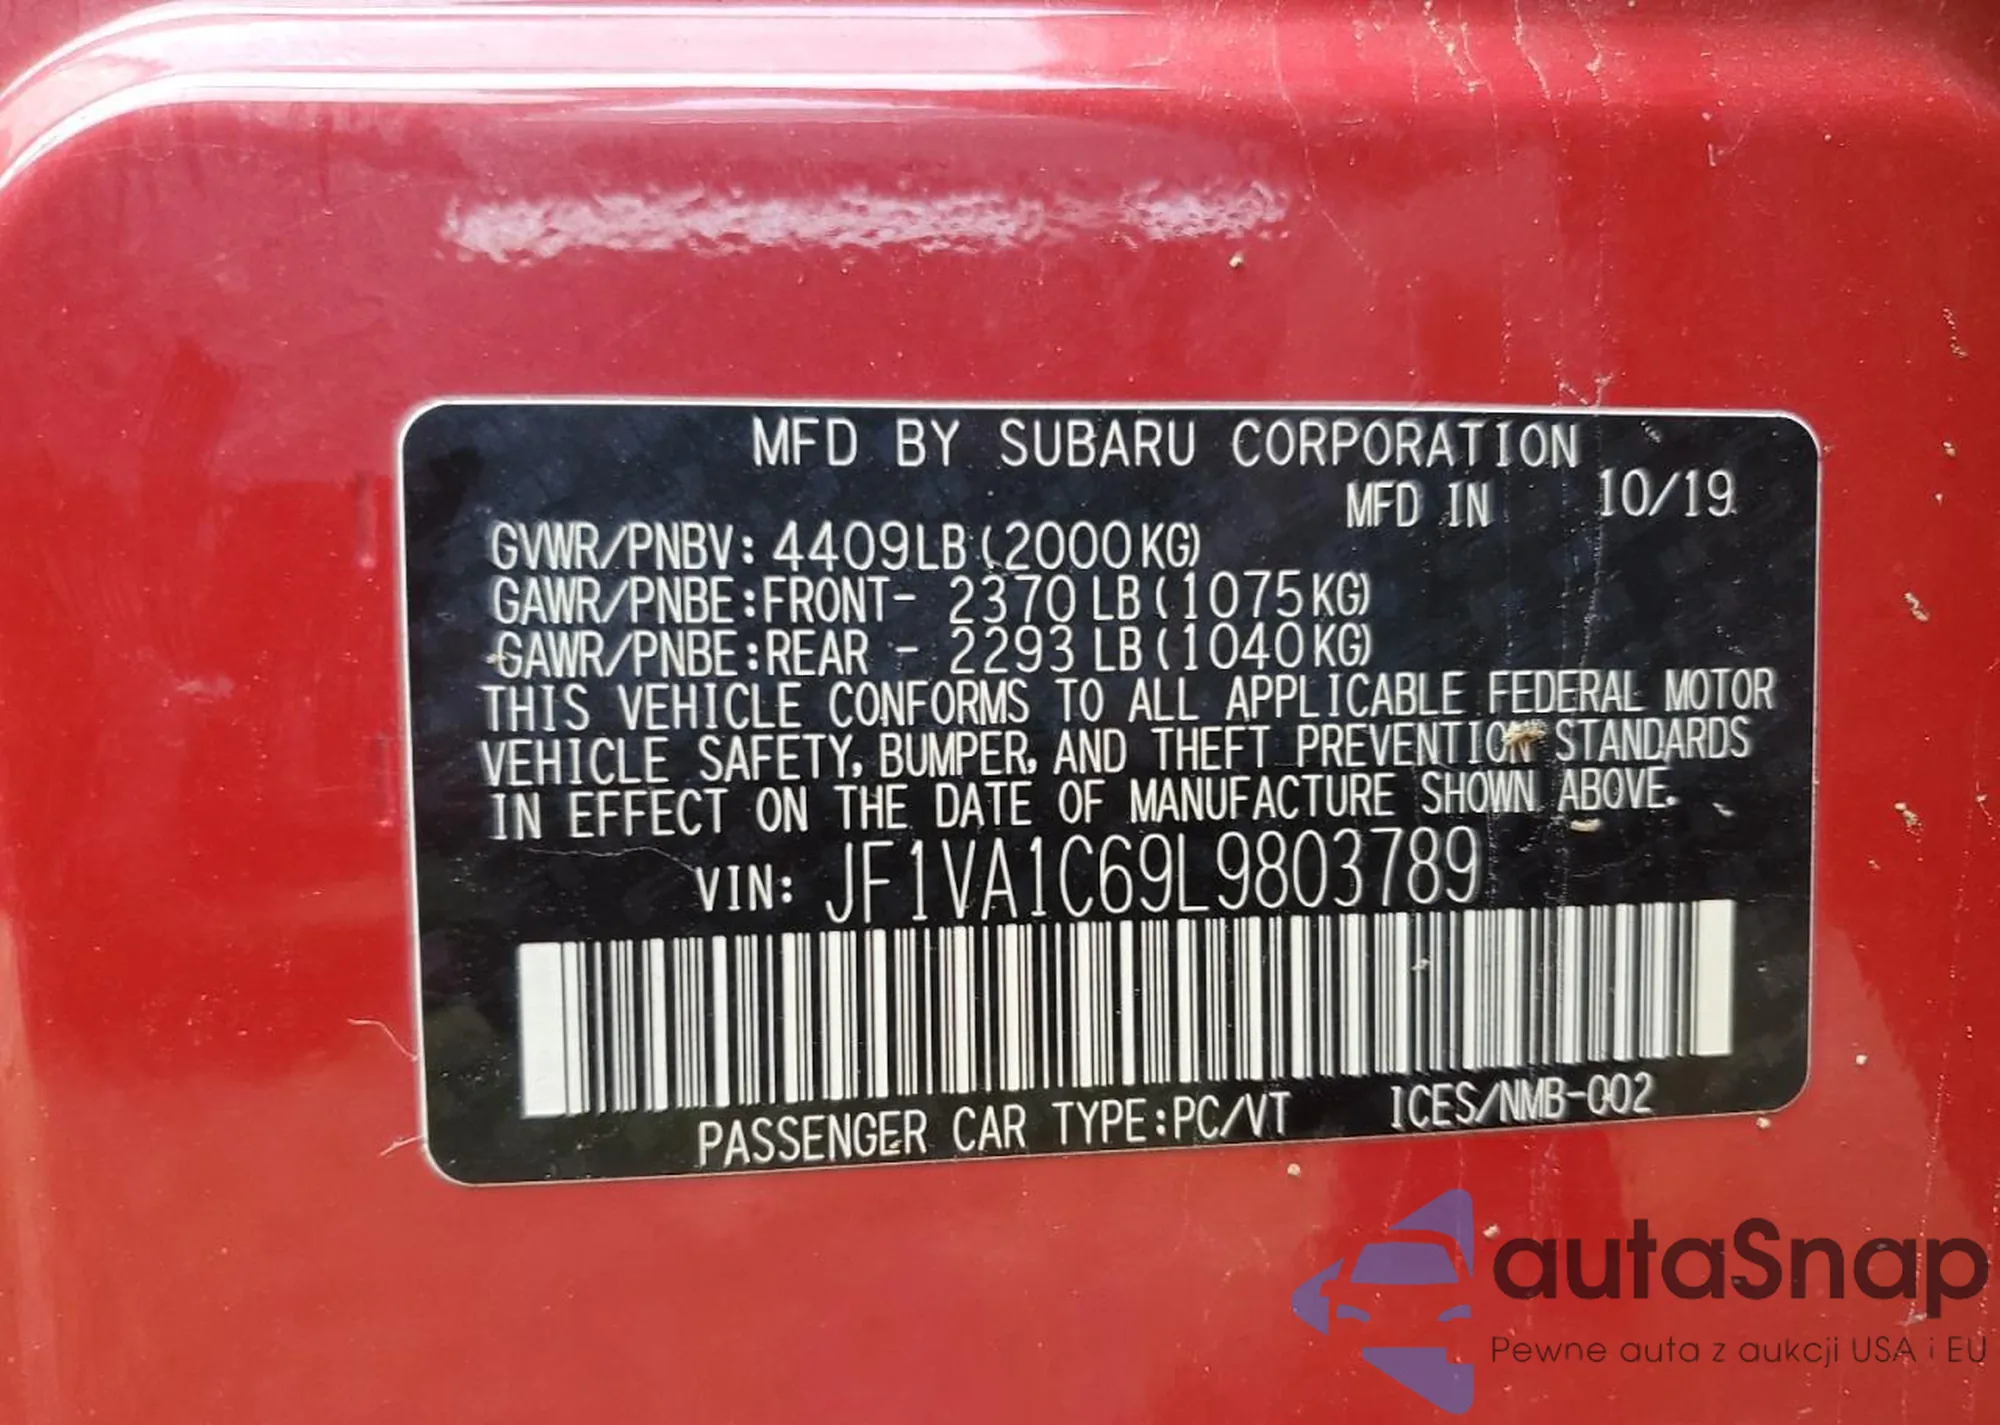 MFD BY SUBARU CORPORATION
MFD IN 10/19
GVWR/PNBV: 4409LB (2000KG)
GAWR/PNBE:FRONT- 2370 LB (1075KG)
GAWR/PNBE:REAR - 2293 LB (1040KG)
THIS VEHICLE CONFORMS TO ALL APPLICABLE FEDERAL MOTOR
VEHICLE SAFETY, BUMPER, AND THEFT PREVENTION STANDARDS
IN EFFECT ON THE DATE OF MANUFACTURE SHOWN ABOVE.
VIN: JF1VA1C69L9803789
PASSENGER CAR TYPE:PC/VT ICES/NMB-002
autaSnap
Pewne auta z aukcji USA i EU